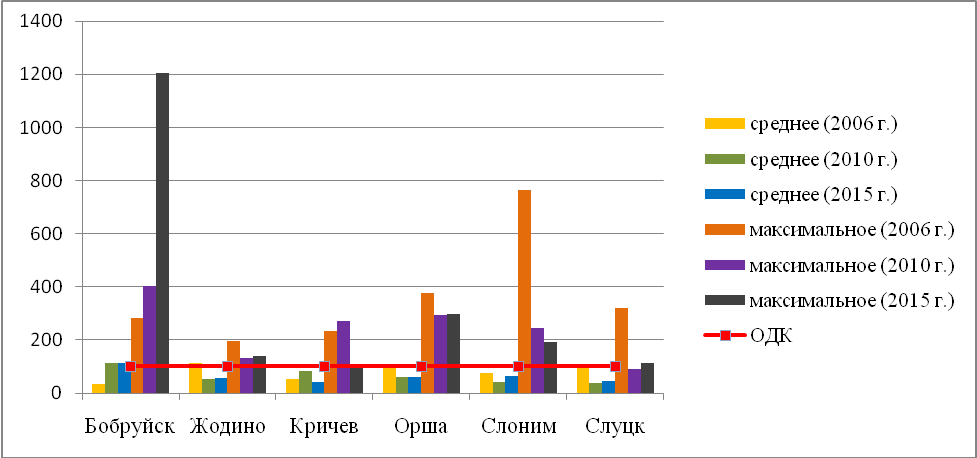 1400
1200
1000
800
600
400
200
0
Бобруйск Жодино Кричев Орша Слоним Слуцк
среднее (2006 г.)
среднее (2010 г.)
среднее (2015 г.)
максимальное (2006 г.)
максимальное (2010 г.)
максимальное (2015 г.)
ОДК